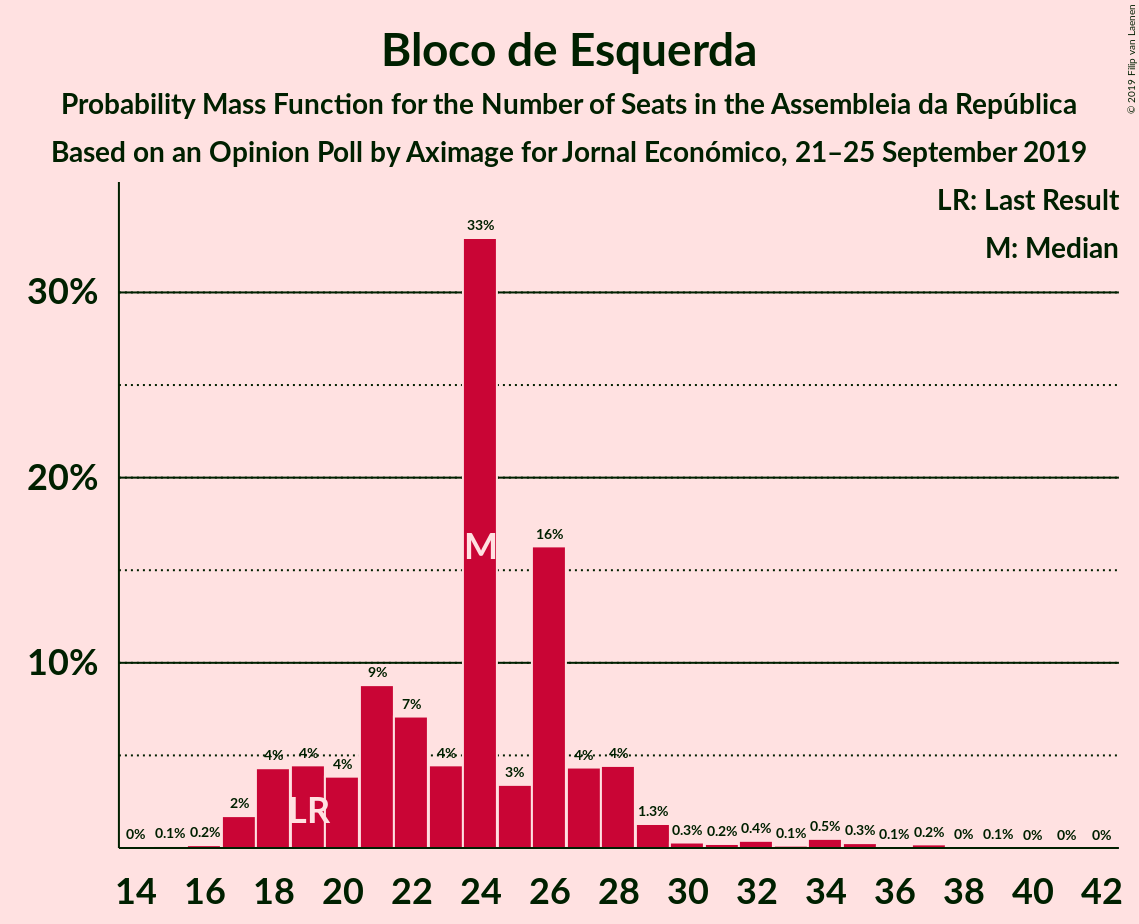 Bloco de Esquerda
Probability Mass Function for the Number of Seats in the Assembleia da República
Based on an Opinion Poll by Aximage for Jornal Económico, 21–25 September 2019
© 2019 Filip van Laenen
LR: Last Result
M: Median
30%
20%
10%
0% 0.1% 0.2% 2% 4% 4% 4% 9% 7% 4% 33% 3% 16% 4% 4% 1.3% 0.3% 0.2% 0.4% 0.1% 0.5% 0.3% 0.1% 0.2% 0% 0.1% 0% 0% 0%
M
LR
14 16 18 20 22 24 26 28 30 32 34 36 38 40 42